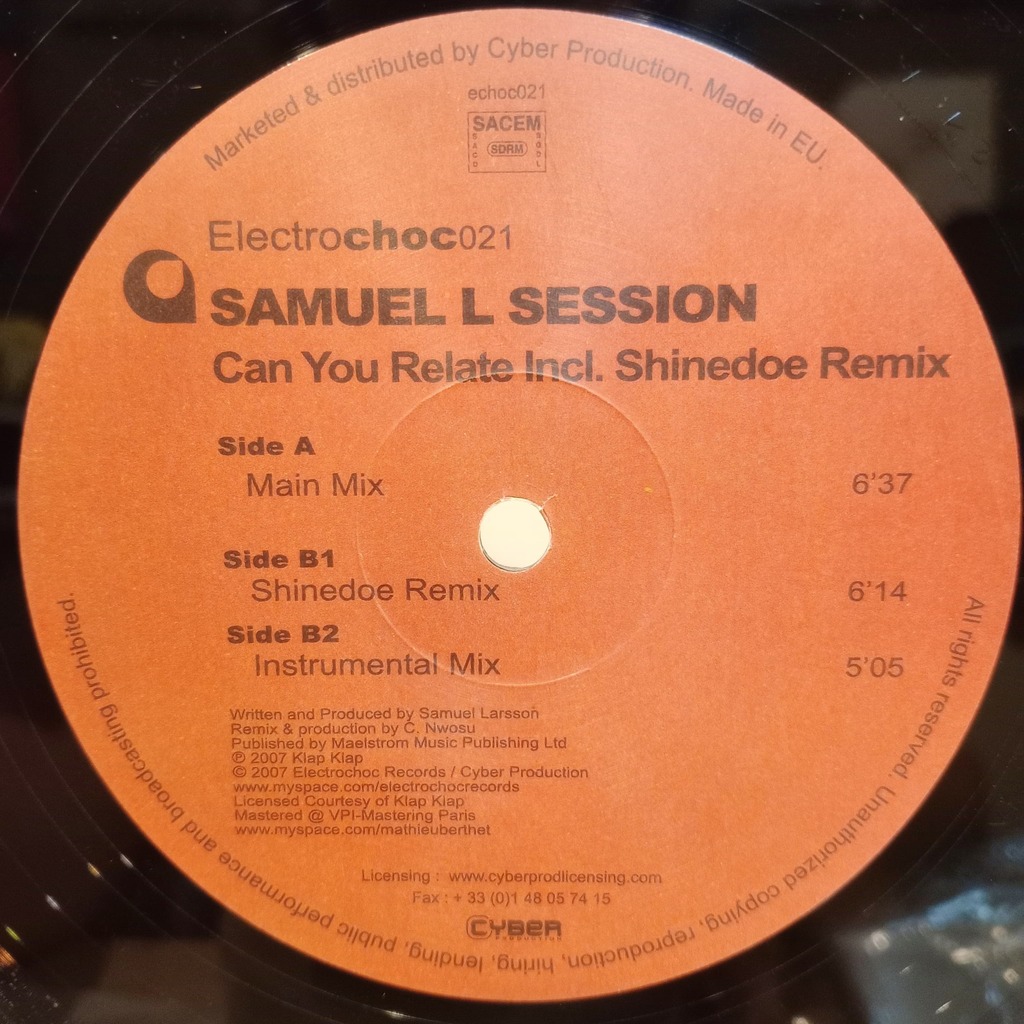 Marketed & distributed by Cyber Production. Made in EU.
echoc021
SACEM
SACD
SDRM
SGDL
Electrochoc021
SAMUEL L SESSION
Can You Relate Incl. Shinedoe Remix
Side A
Main Mix 6'37
Side B1
Shinedoe Remix 6'14
Side B2
Instrumental Mix 5'05
Written and Produced by Samuel Larsson
Remix & production by C. Nwosu
Published by Maelstrom Music Publishing Ltd
℗ 2007 Klap Klap
© 2007 Electrochoc Records / Cyber Production
www.myspace.com/electrochocrecords
Licensed Courtesy of Klap Klap
Mastered @ VPI-Mastering Paris
www.myspace.com/mathieuberthet
Licensing : www.cyberprodlicensing.com
Fax : + 33 (0)1 48 05 74 15
CYBER
PRODUCTION
All rights reserved. Unauthorized copying, reproduction, hiring, lending, public performance and broadcasting prohibited.